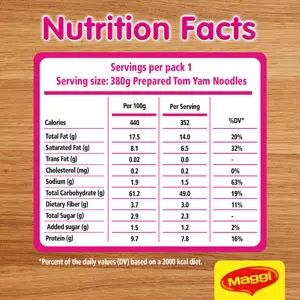 Nutrition Facts
Servings per pack 1
Serving size: 380g Prepared Tom Yam Noodles
Per 100g Per Serving
Calories 440 352 %DV*
Total Fat (g) 17.5 14.0 20%
Saturated Fat (g) 8.1 6.5 32%
Trans Fat (g) 0.02 0.0 -
Cholesterol (mg) 0.2 0.2 0%
Sodium (g) 1.9 1.5 63%
Total Carbohydrate (g) 61.2 49.0 19%
Dietary Fiber (g) 3.7 3.0 11%
Total Sugar (g) 2.9 2.3 -
Added sugar (g) 1.5 1.2 2%
Protein (g) 9.7 7.8 16%
*Percent of the daily values (DV) based on a 2000 kcal diet.
Maggi